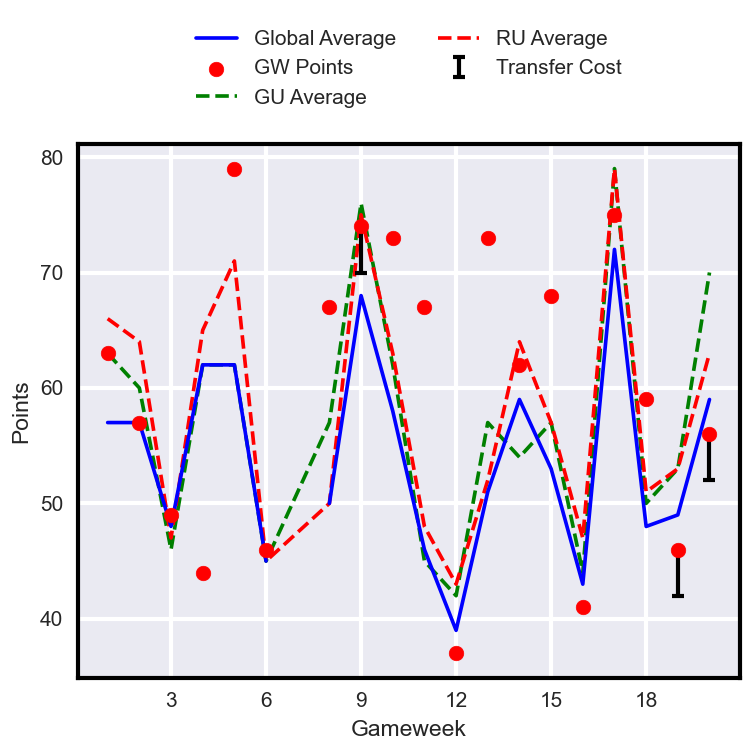 Global Average
GW Points
GU Average
RU Average
Transfer Cost
80
70
60
50
40
Points
3 6 9 12 15 18
Gameweek